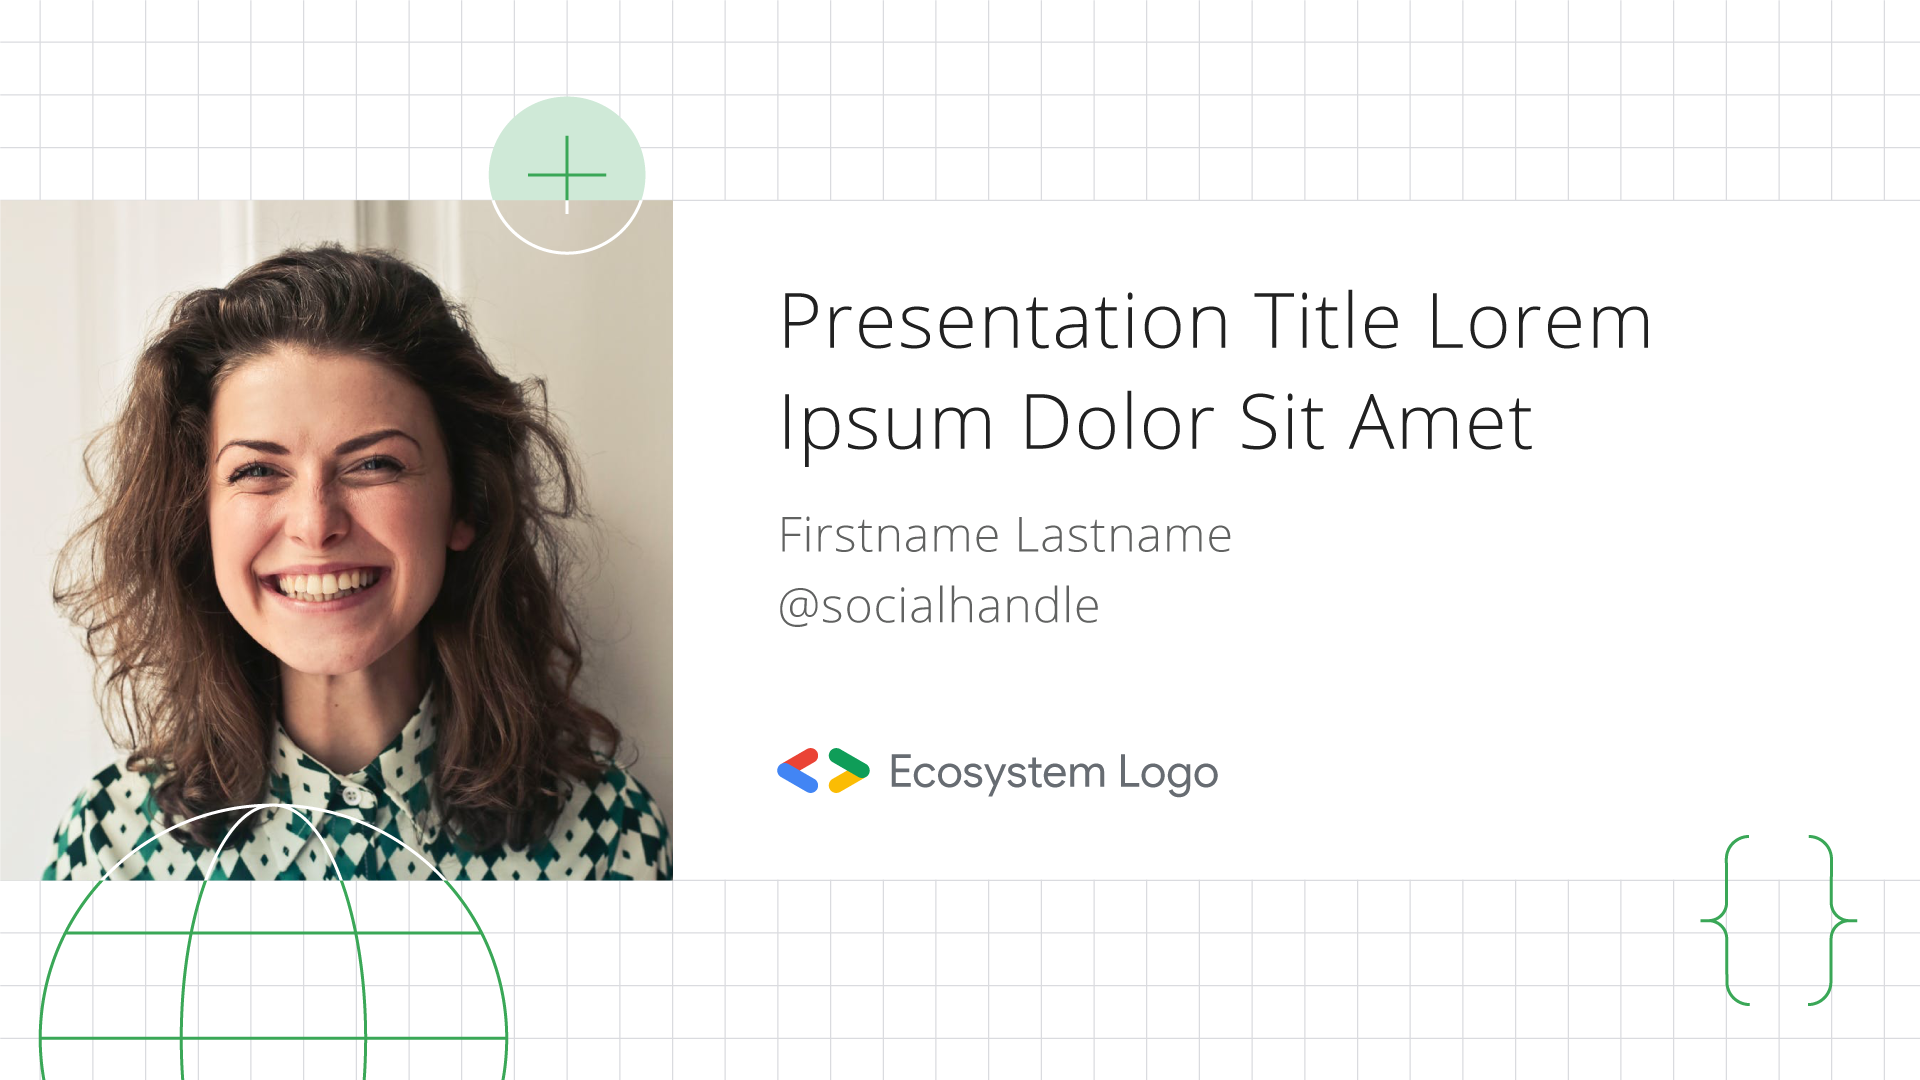 Presentation Title Lorem
Ipsum Dolor Sit Amet
Firstname Lastname
@socialhandle
Ecosystem Logo